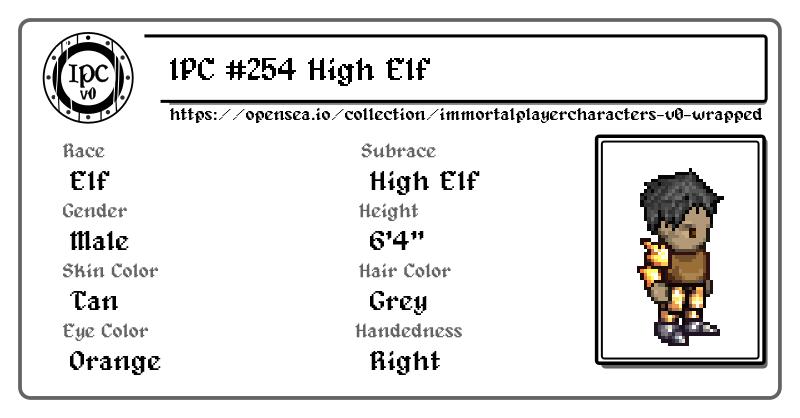 IPC v0
IPC #254 High Elf
https://opensea.io/collection/immortalplayercharacters-v0-wrapped
Race
Elf
Subrace
High Elf
Gender
Male
Height
6'4"
Skin Color
Tan
Hair Color
Grey
Eye Color
Orange
Handedness
Right